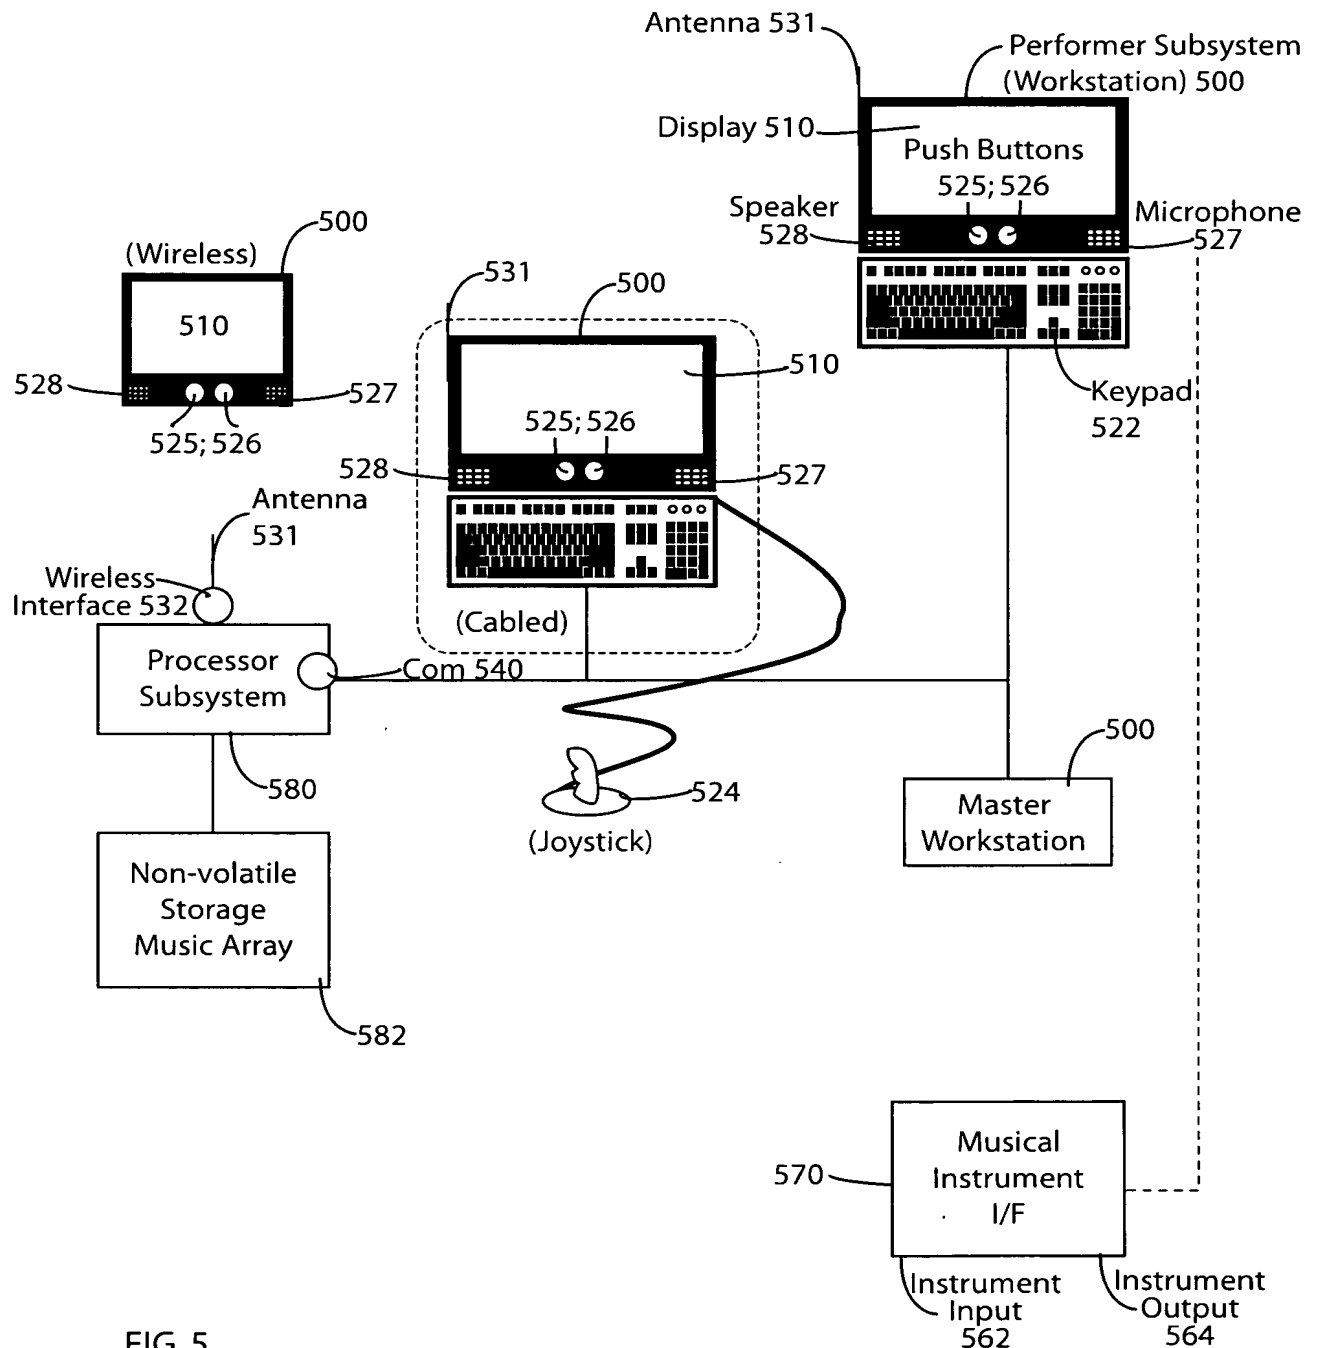 Antenna 531
Performer Subsystem
(Workstation) 500
Display 510
Push Buttons
525; 526
Speaker
528
Microphone
527
500
(Wireless)
510
528
527
525; 526
531
500
510
525; 526
528
527
Keypad
522
Antenna
531
Wireless
Interface 532
(Cabled)
Processor
Subsystem
Com 540
580
500
Master
Workstation
524
(Joystick)
Non-volatile
Storage
Music Array
582
Musical
Instrument
I/F
570
Instrument
Input
562
Instrument
Output
564
FIG. 5